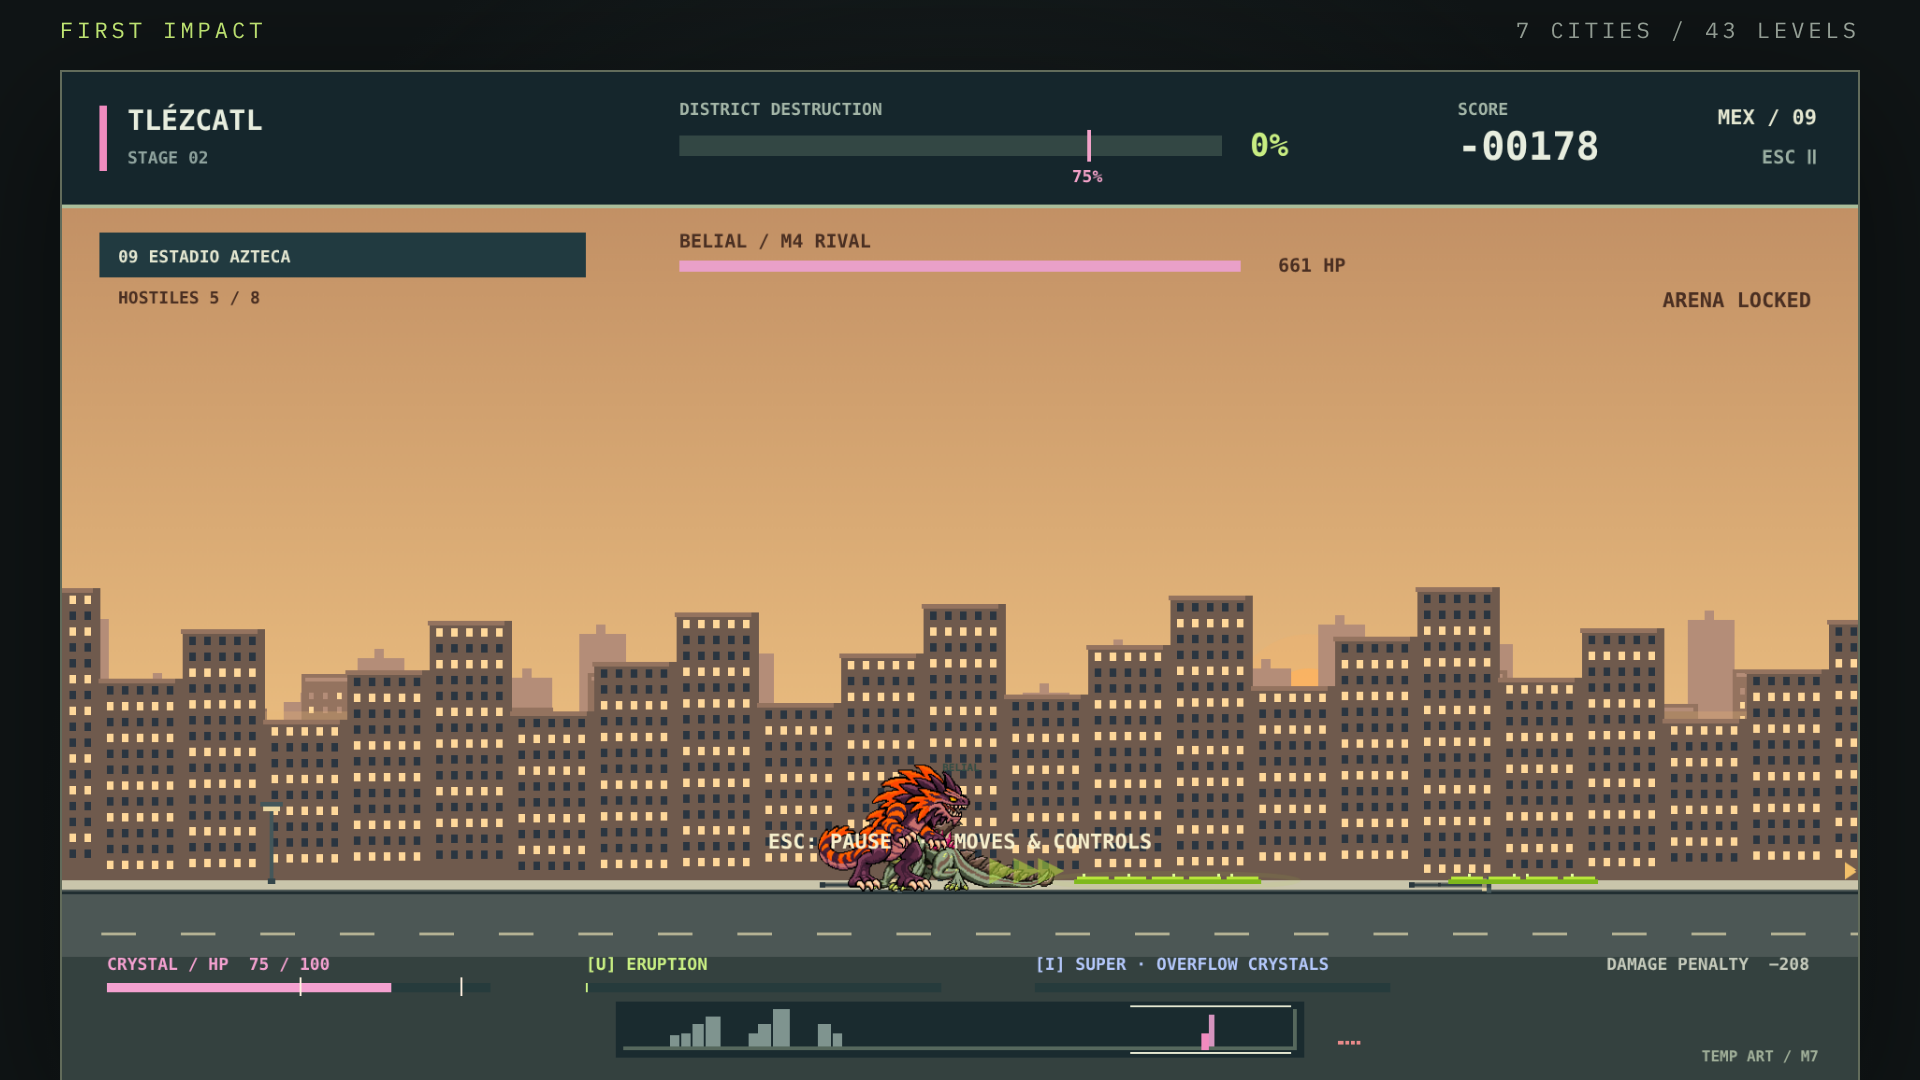 FIRST IMPACT
7 CITIES / 43 LEVELS
TLÉZCATL
STAGE 02
DISTRICT DESTRUCTION
0%
75%
SCORE
-00178
MEX / 09
ESC II
09 ESTADIO AZTECA
HOSTILES 5 / 8
BELIAL / M4 RIVAL
661 HP
ARENA LOCKED
BELIAL
ESC: PAUSE MOVES & CONTROLS
CRYSTAL / HP 75 / 100
[U] ERUPTION
[I] SUPER · OVERFLOW CRYSTALS
DAMAGE PENALTY −208
TEMP ART / M7